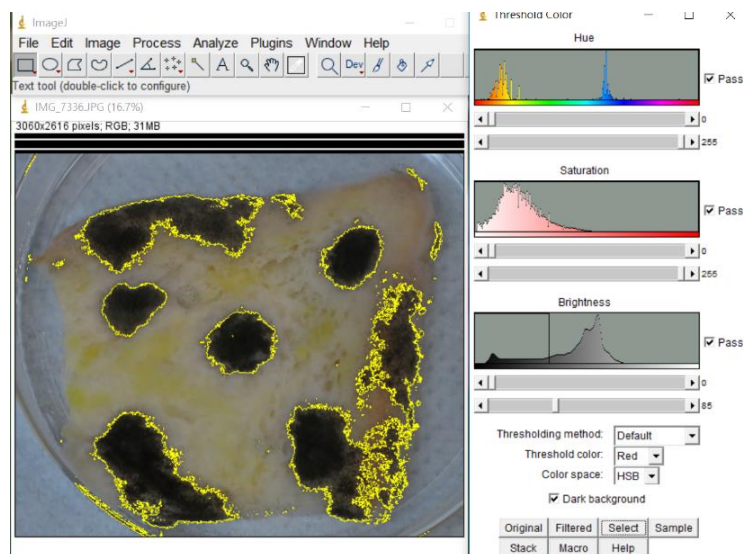 ImageJ
File Edit Image Process Analyze Plugins Window Help
A Dev
Text tool (double-click to configure)
IMG_7336.JPG (16.7%)
3060x2616 pixels; RGB; 31MB
Threshold Color
Hue
Pass
0
255
Saturation
Pass
0
255
Brightness
Pass
0
85
Thresholding method: Default
Threshold color: Red
Color space: HSB
Dark background
Original Filtered Select Sample
Stack Macro Help